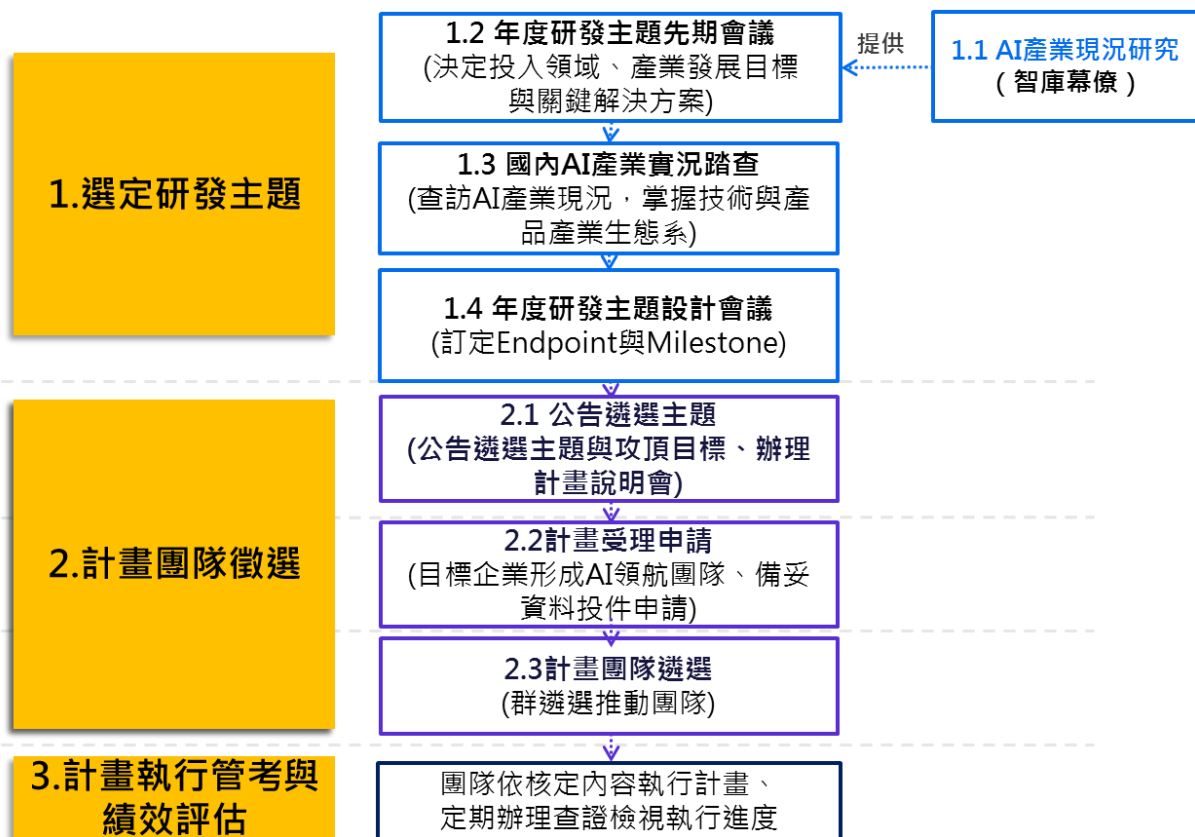 1.選定研發主題
1.2 年度研發主題先期會議
(決定投入領域、產業發展目標
與關鍵解決方案)
提供
1.1 AI產業現況研究
(智庫幕僚)
1.3 國內AI產業實況踏查
(查訪AI產業現況，掌握技術與產
品產業生態系)
1.4 年度研發主題設計會議
(訂定Endpoint與Milestone)
2.計畫團隊徵選
2.1 公告遴選主題
(公告遴選主題與攻頂目標、辦理
計畫說明會)
2.2計畫受理申請
(目標企業形成AI領航團隊、備妥
資料投件申請)
2.3計畫團隊遴選
(群遴選推動團隊)
3.計畫執行管考與
績效評估
團隊依核定內容執行計畫、
定期辦理查證檢視執行進度